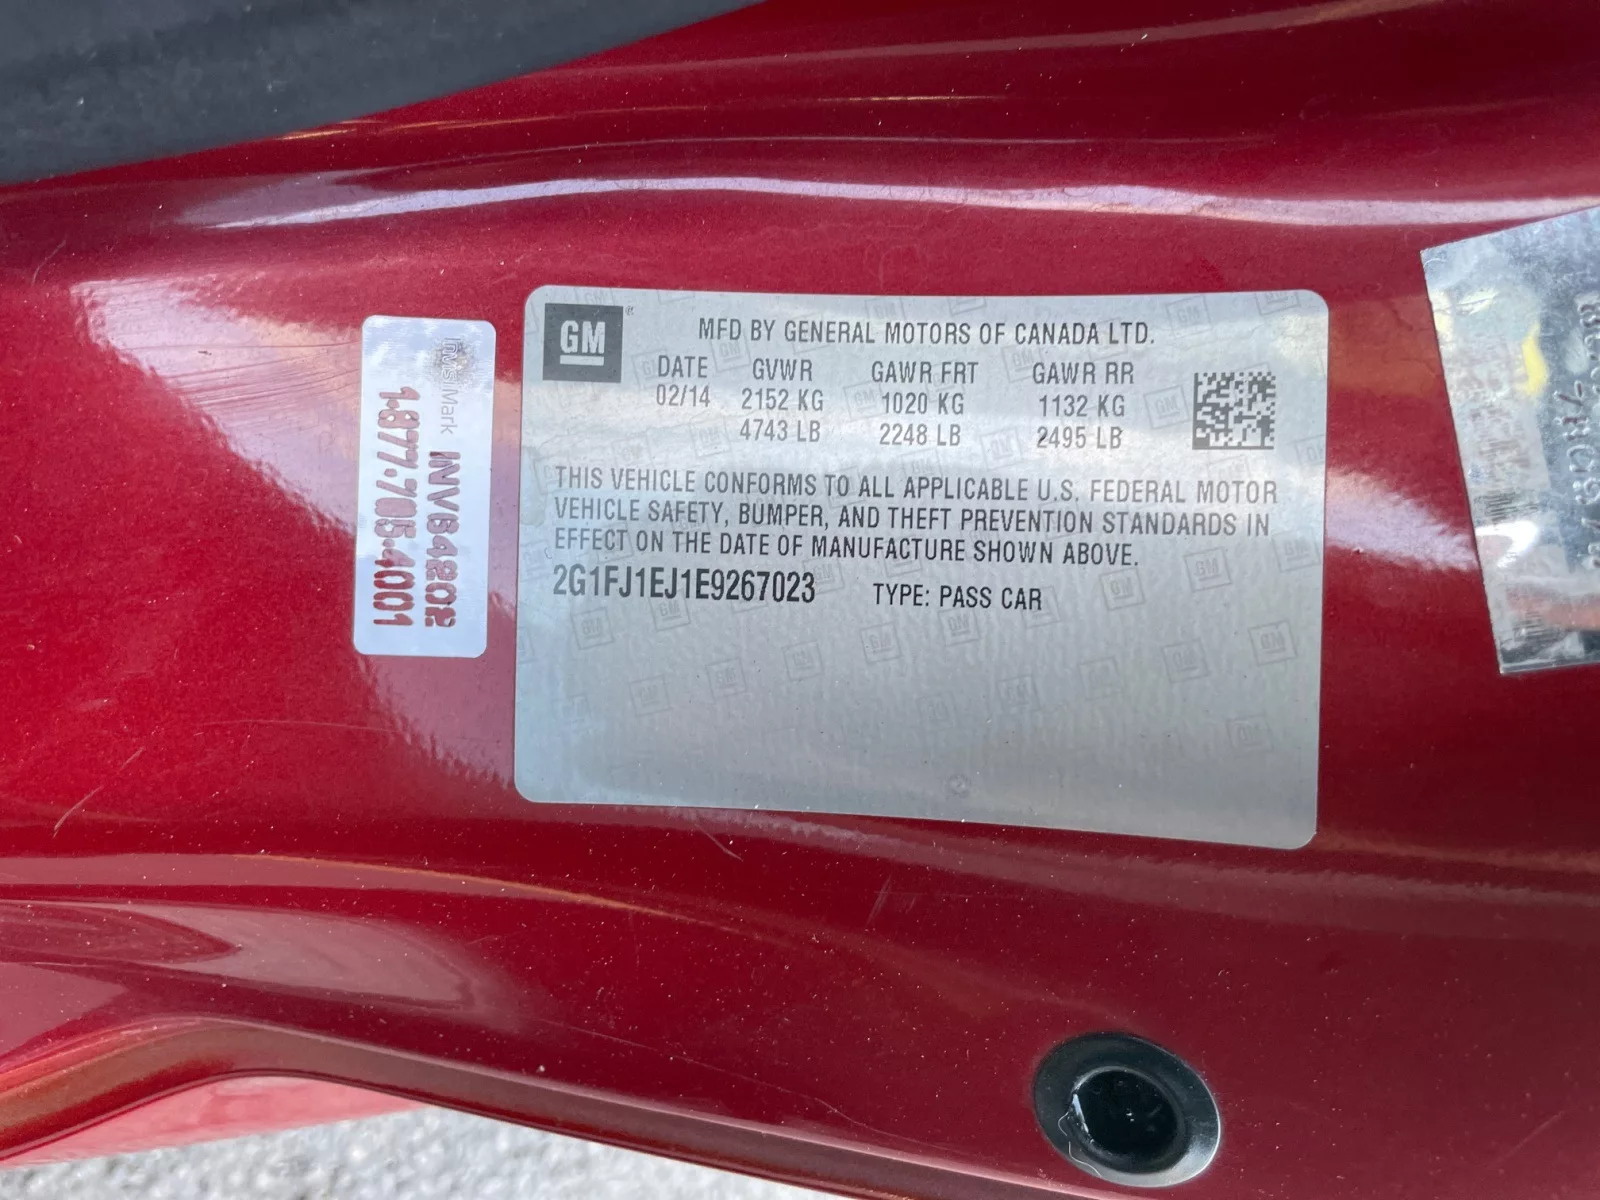 GM
MFD BY GENERAL MOTORS OF CANADA LTD.
DATE GVWR GAWR FRT GAWR RR
02/14 2152 KG 1020 KG 1132 KG
4743 LB 2248 LB 2495 LB
THIS VEHICLE CONFORMS TO ALL APPLICABLE U.S. FEDERAL MOTOR
VEHICLE SAFETY, BUMPER, AND THEFT PREVENTION STANDARDS IN
EFFECT ON THE DATE OF MANUFACTURE SHOWN ABOVE.
2G1FJ1EJ1E9267023 TYPE: PASS CAR
InvisiMark INVB4202
1-877-705-4001